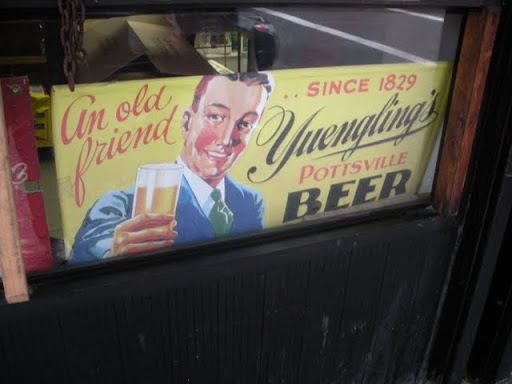 An old
friend
.. SINCE 1829
Yuengling's
POTTSVILLE
BEER